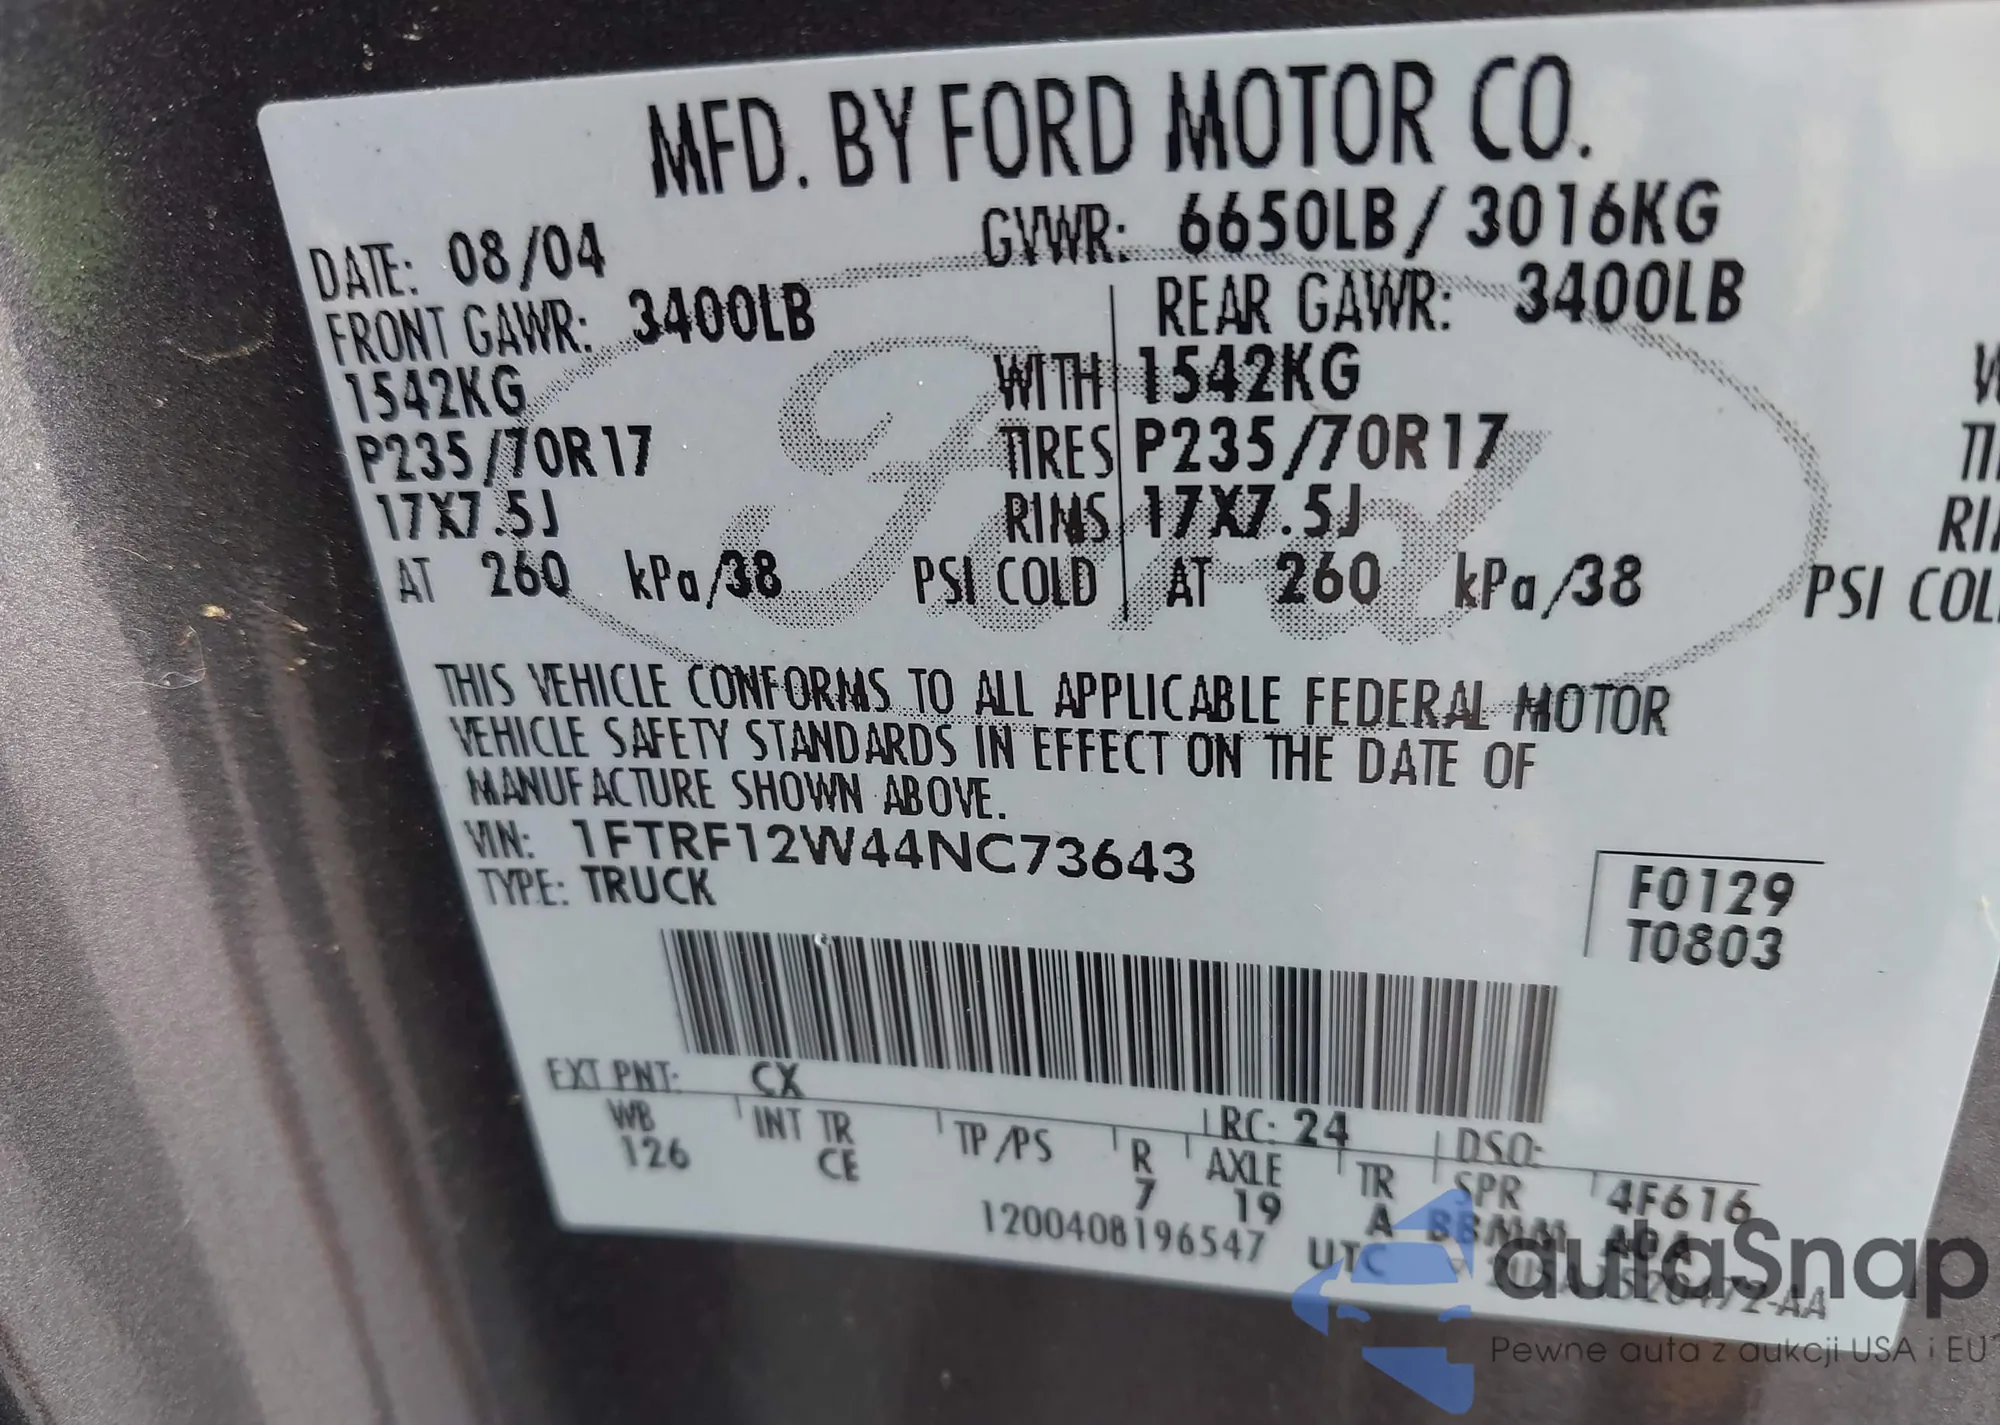 MFD. BY FORD MOTOR CO.
DATE: 08/04 GVWR: 6650LB/ 3016KG
FRONT GAWR: 3400LB REAR GAWR: 3400LB
1542KG WITH 1542KG
P235/70R17 TIRES P235/70R17
17X7.5J RIMS 17X7.5J
AT 260 kPa/38 PSI COLD AT 260 kPa/38 PSI COL
Ford
THIS VEHICLE CONFORMS TO ALL APPLICABLE FEDERAL MOTOR
VEHICLE SAFETY STANDARDS IN EFFECT ON THE DATE OF
MANUFACTURE SHOWN ABOVE.
VIN: 1FTRF12W44NC73643
TYPE: TRUCK
F0129
T0803
EXT PNT: CX RC: 24 DSO:
WB INT TR TP/PS R AXLE TR SPR 4F616
126 CE 7 19 A
1200408196547 UTC
autaSnap
Pewne auta z aukcji USA i EU